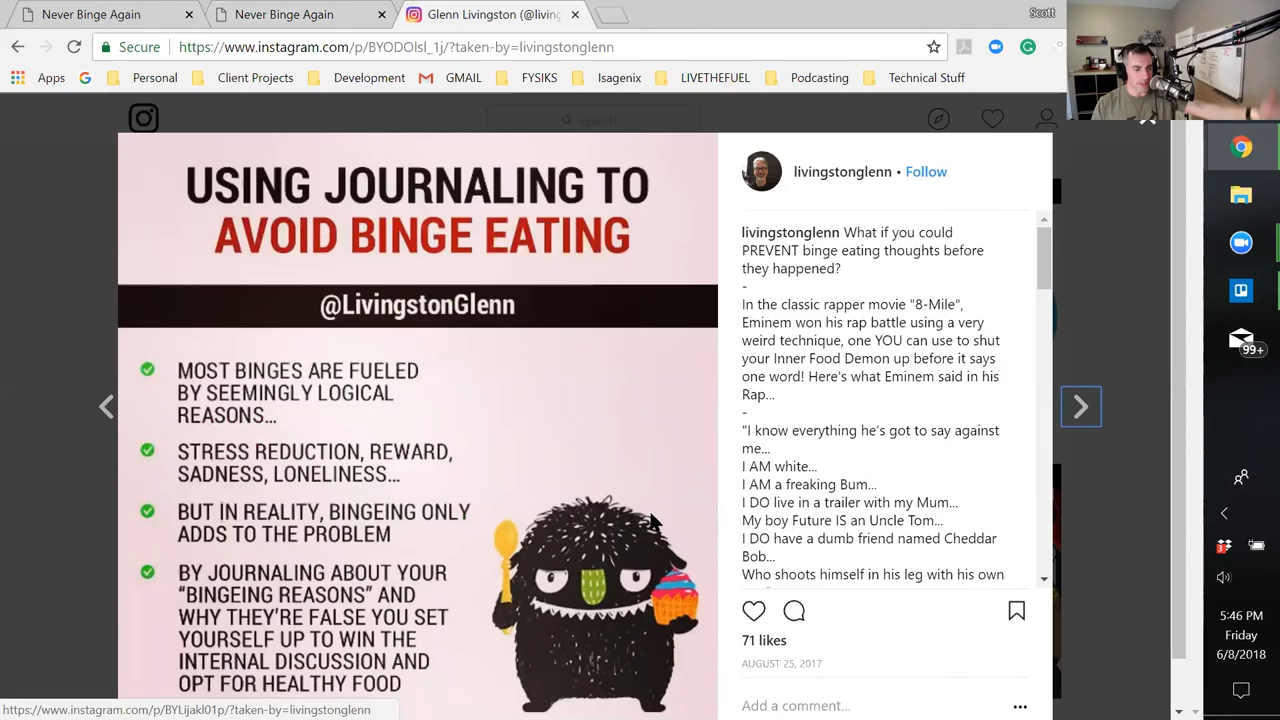 Never Binge Again
Never Binge Again
Glenn Livingston (@living
Scott
Secure
https://www.instagram.com/p/BYODOlsl_1j/?taken-by=livingstonglenn
Apps
Personal
Client Projects
Development
GMAIL
FYSIKS
Isagenix
LIVETHEFUEL
Podcasting
Technical Stuff
Search
USING JOURNALING TO
AVOID BINGE EATING
@LivingstonGlenn
MOST BINGES ARE FUELED
BY SEEMINGLY LOGICAL
REASONS...
STRESS REDUCTION, REWARD,
SADNESS, LONELINESS...
BUT IN REALITY, BINGEING ONLY
ADDS TO THE PROBLEM
BY JOURNALING ABOUT YOUR
“BINGEING REASONS” AND
WHY THEY'RE FALSE YOU SET
YOURSELF UP TO WIN THE
INTERNAL DISCUSSION AND
OPT FOR HEALTHY FOOD
livingstonglenn • Follow
livingstonglenn What if you could
PREVENT binge eating thoughts before
they happened?
-
In the classic rapper movie "8-Mile",
Eminem won his rap battle using a very
weird technique, one YOU can use to shut
your Inner Food Demon up before it says
one word! Here's what Eminem said in his
Rap...
-
"I know everything he's got to say against
me...
I AM white...
I AM a freaking Bum...
I DO live in a trailer with my Mum...
My boy Future IS an Uncle Tom...
I DO have a dumb friend named Cheddar
Bob...
Who shoots himself in his leg with his own
71 likes
AUGUST 25, 2017
Add a comment...
https://www.instagram.com/p/BYLijakl01p/?taken-by=livingstonglenn
99+
3
5:46 PM
Friday
6/8/2018